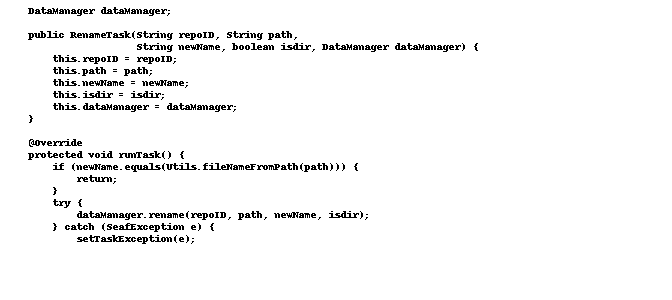 DataManager dataManager;
public RenameTask(String repoID, String path,
String newName, boolean isdir, DataManager dataManager) {
this.repoID = repoID;
this.path = path;
this.newName = newName;
this.isdir = isdir;
this.dataManager = dataManager;
}
@Override
protected void runTask() {
if (newName.equals(Utils.fileNameFromPath(path))) {
return;
}
try {
dataManager.rename(repoID, path, newName, isdir);
} catch (SeafException e) {
setTaskException(e);